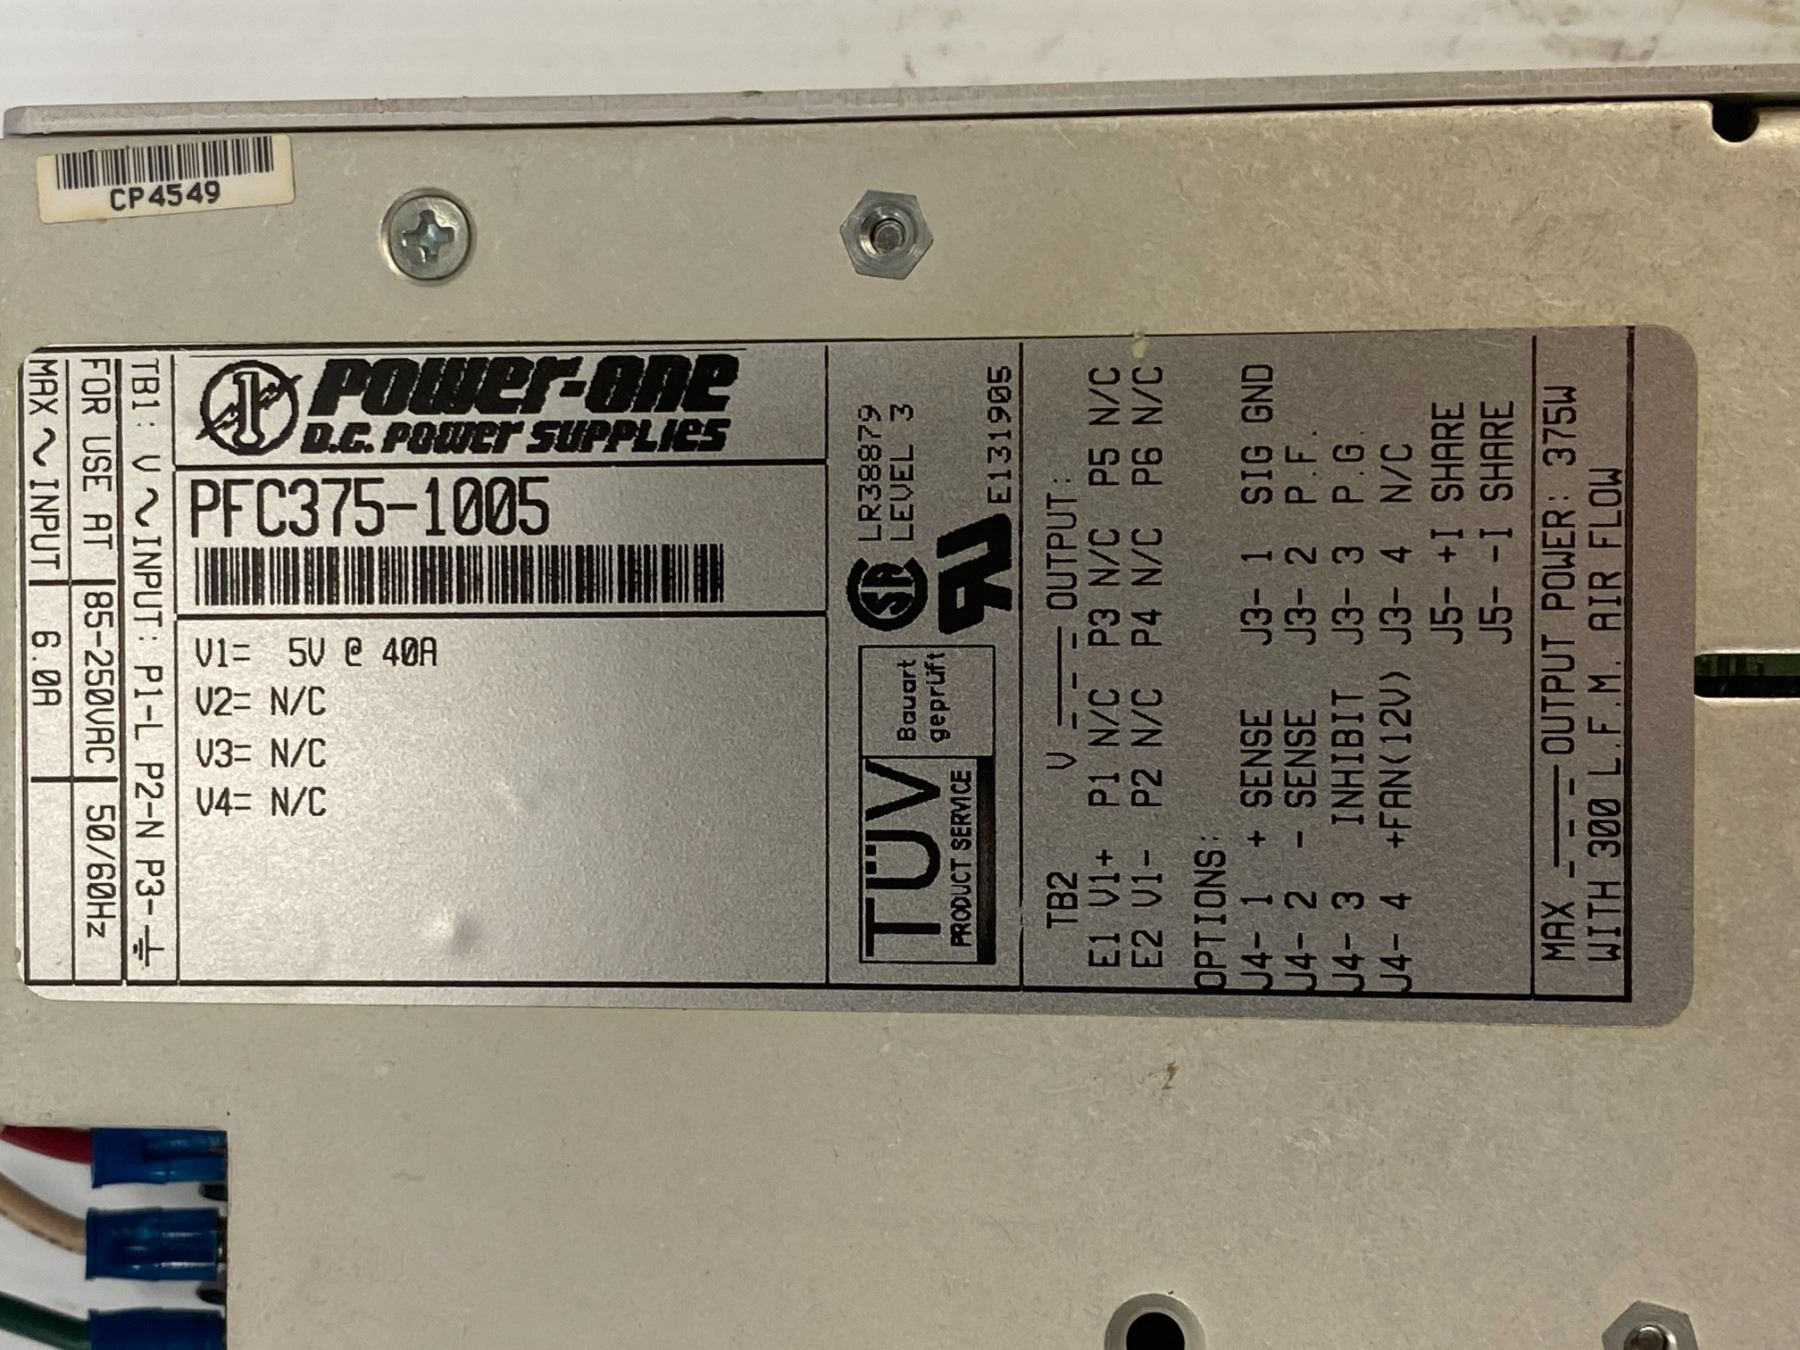 CP4549
MAX ∿ INPUT 6.0A
FOR USE AT 85-250VAC 50/60Hz
TB1: V ∿ INPUT: P1-L P2-N P3-⏚
POWER-ONE
D.C. POWER SUPPLIES
PFC375-1005
V1= 5V @ 40A
V2= N/C
V3= N/C
V4= N/C
LR38879
LEVEL 3
E131905
TÜV
PRODUCT SERVICE
Bauart
geprüft
TB2 V ⎓ OUTPUT:
E1 V1+ P1 N/C P3 N/C P5 N/C
E2 V1- P2 N/C P4 N/C P6 N/C
OPTIONS:
J4- 1 + SENSE J3- 1 SIG GND
J4- 2 - SENSE J3- 2 P.F.
J4- 3 INHIBIT J3- 3 P.G.
J4- 4 +FAN(12V) J3- 4 N/C
J5- +I SHARE
J5- -I SHARE
MAX ⎓ OUTPUT POWER: 375W
WITH 300 L.F.M. AIR FLOW